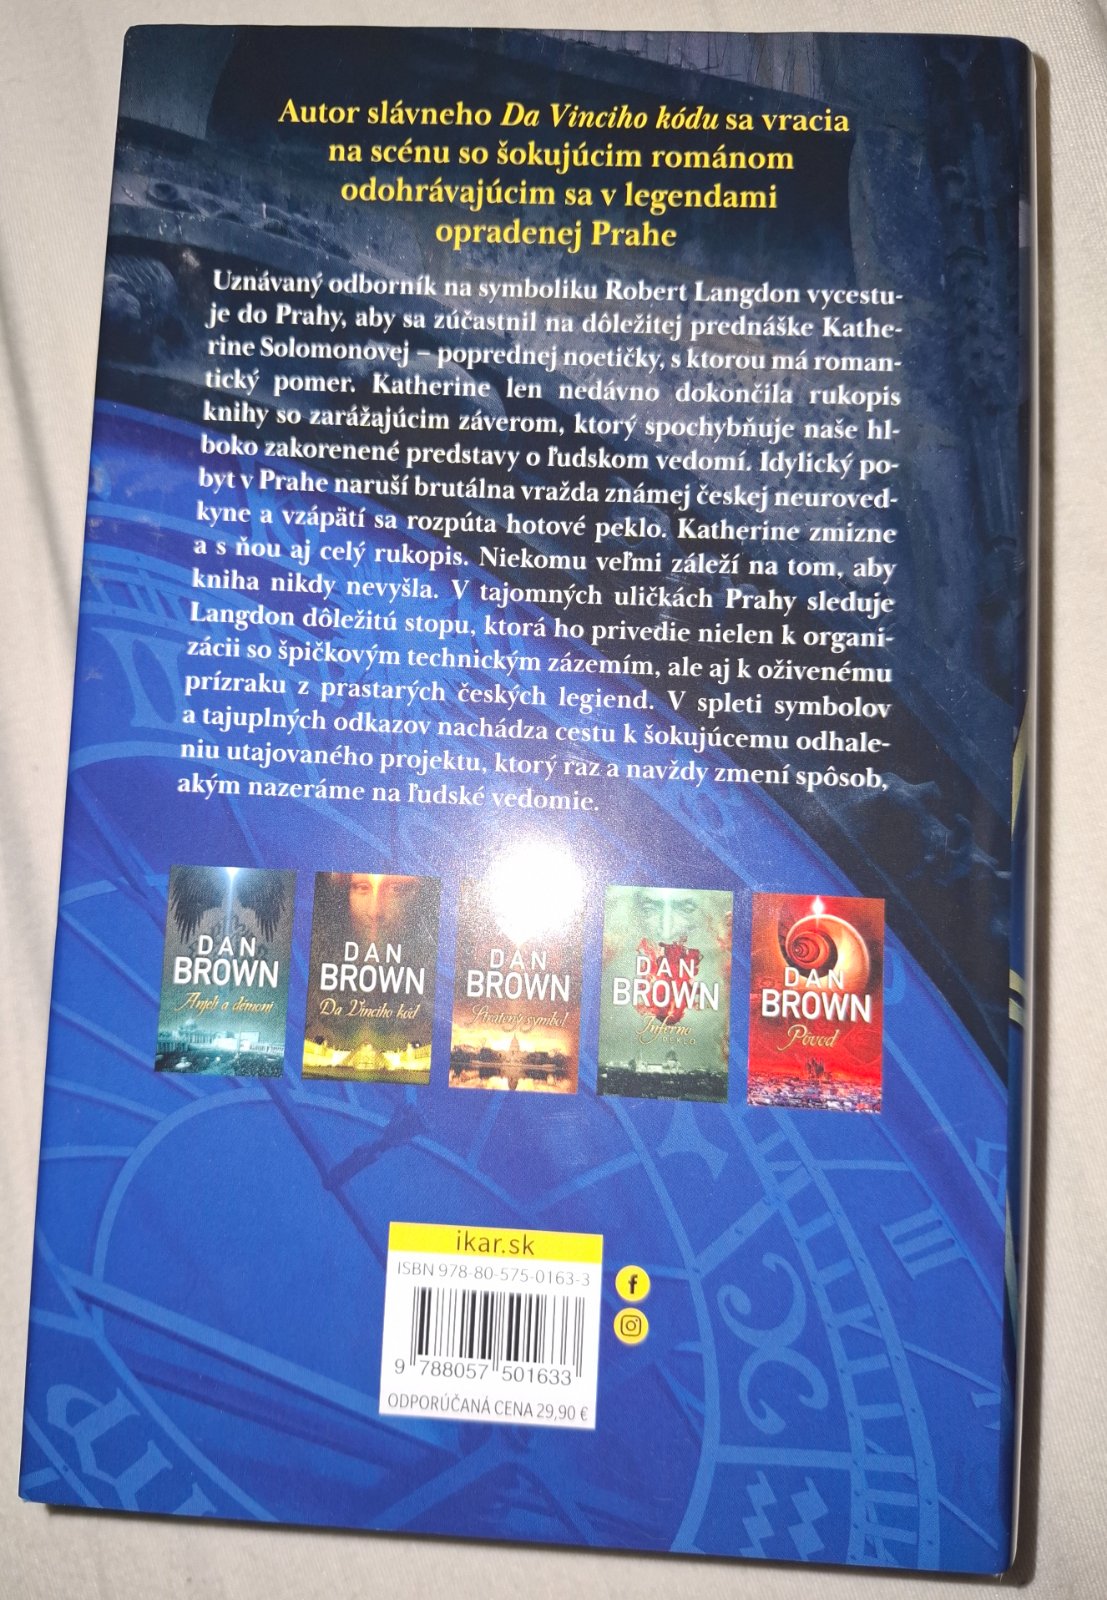 Autor slávneho Da Vinciho kódu sa vracia
na scénu so šokujúcim románom
odohrávajúcim sa v legendami
opradenej Prahe
Uznávaný odborník na symboliku Robert Langdon vycestu-
je do Prahy, aby sa zúčastnil na dôležitej prednáške Kathe-
rine Solomonovej – poprednej noetičky, s ktorou má roman-
tický pomer. Katherine len nedávno dokončila rukopis
knihy so zarážajúcim záverom, ktorý spochybňuje naše hl-
boko zakorenené predstavy o ľudskom vedomí. Idylický po-
byt v Prahe naruší brutálna vražda známej českej neuroved-
kyne a vzápätí sa rozpúta hotové peklo. Katherine zmizne
a s ňou aj celý rukopis. Niekomu veľmi záleží na tom, aby
kniha nikdy nevyšla. V tajomných uličkách Prahy sleduje
Langdon dôležitú stopu, ktorá ho privedie nielen k organi-
zácii so špičkovým technickým zázemím, ale aj k oživenému
prízraku z prastarých českých legiend. V spleti symbolov
a tajuplných odkazov nachádza cestu k šokujúcemu odhale-
niu utajovaného projektu, ktorý raz a navždy zmení spôsob,
akým nazeráme na ľudské vedomie.
DAN
BROWN
Anjeli a démoni
DAN
BROWN
Da Vinciho kód
DAN
BROWN
Stratený symbol
DAN
BROWN
Inferno
PEKLO
DAN
BROWN
Pôvod
ikar.sk
ISBN 978-80-575-0163-3
9 788057 501633
ODPORÚČANÁ CENA 29,90 €